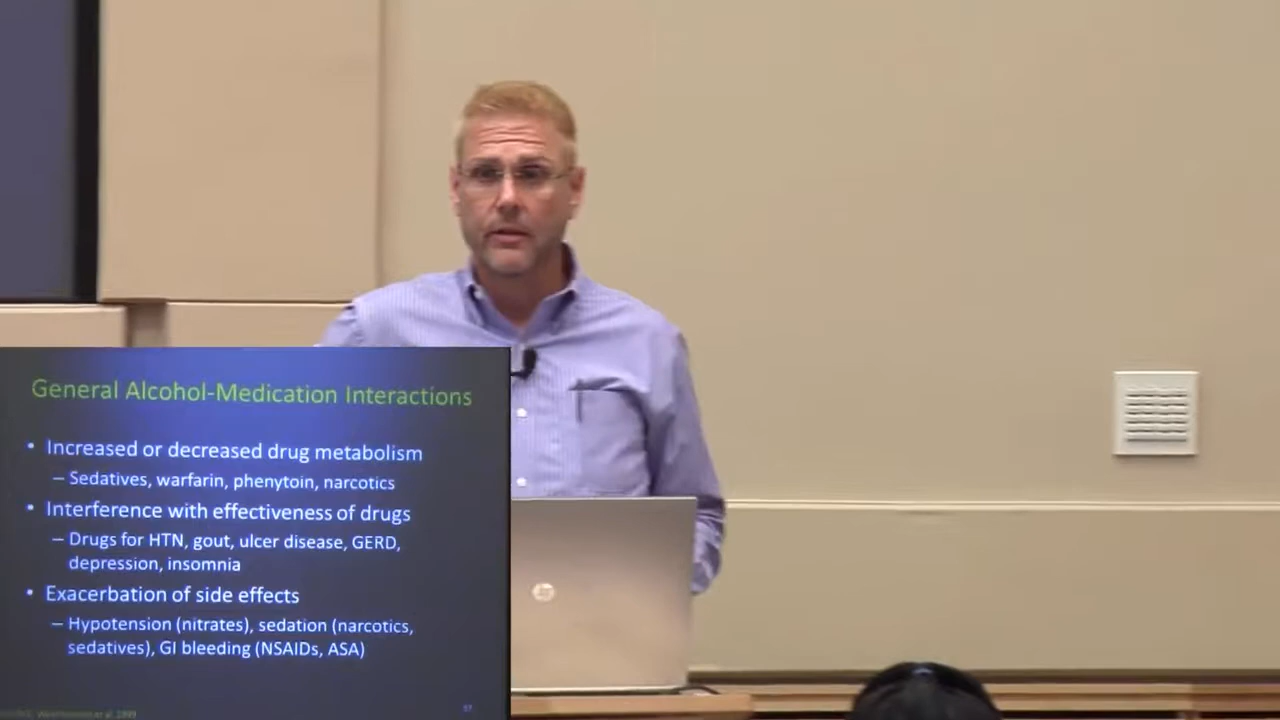 General Alcohol-Medication Interactions
• Increased or decreased drug metabolism
– Sedatives, warfarin, phenytoin, narcotics
• Interference with effectiveness of drugs
– Drugs for HTN, gout, ulcer disease, GERD,
depression, insomnia
• Exacerbation of side effects
– Hypotension (nitrates), sedation (narcotics,
sedatives), GI bleeding (NSAIDs, ASA)
hp